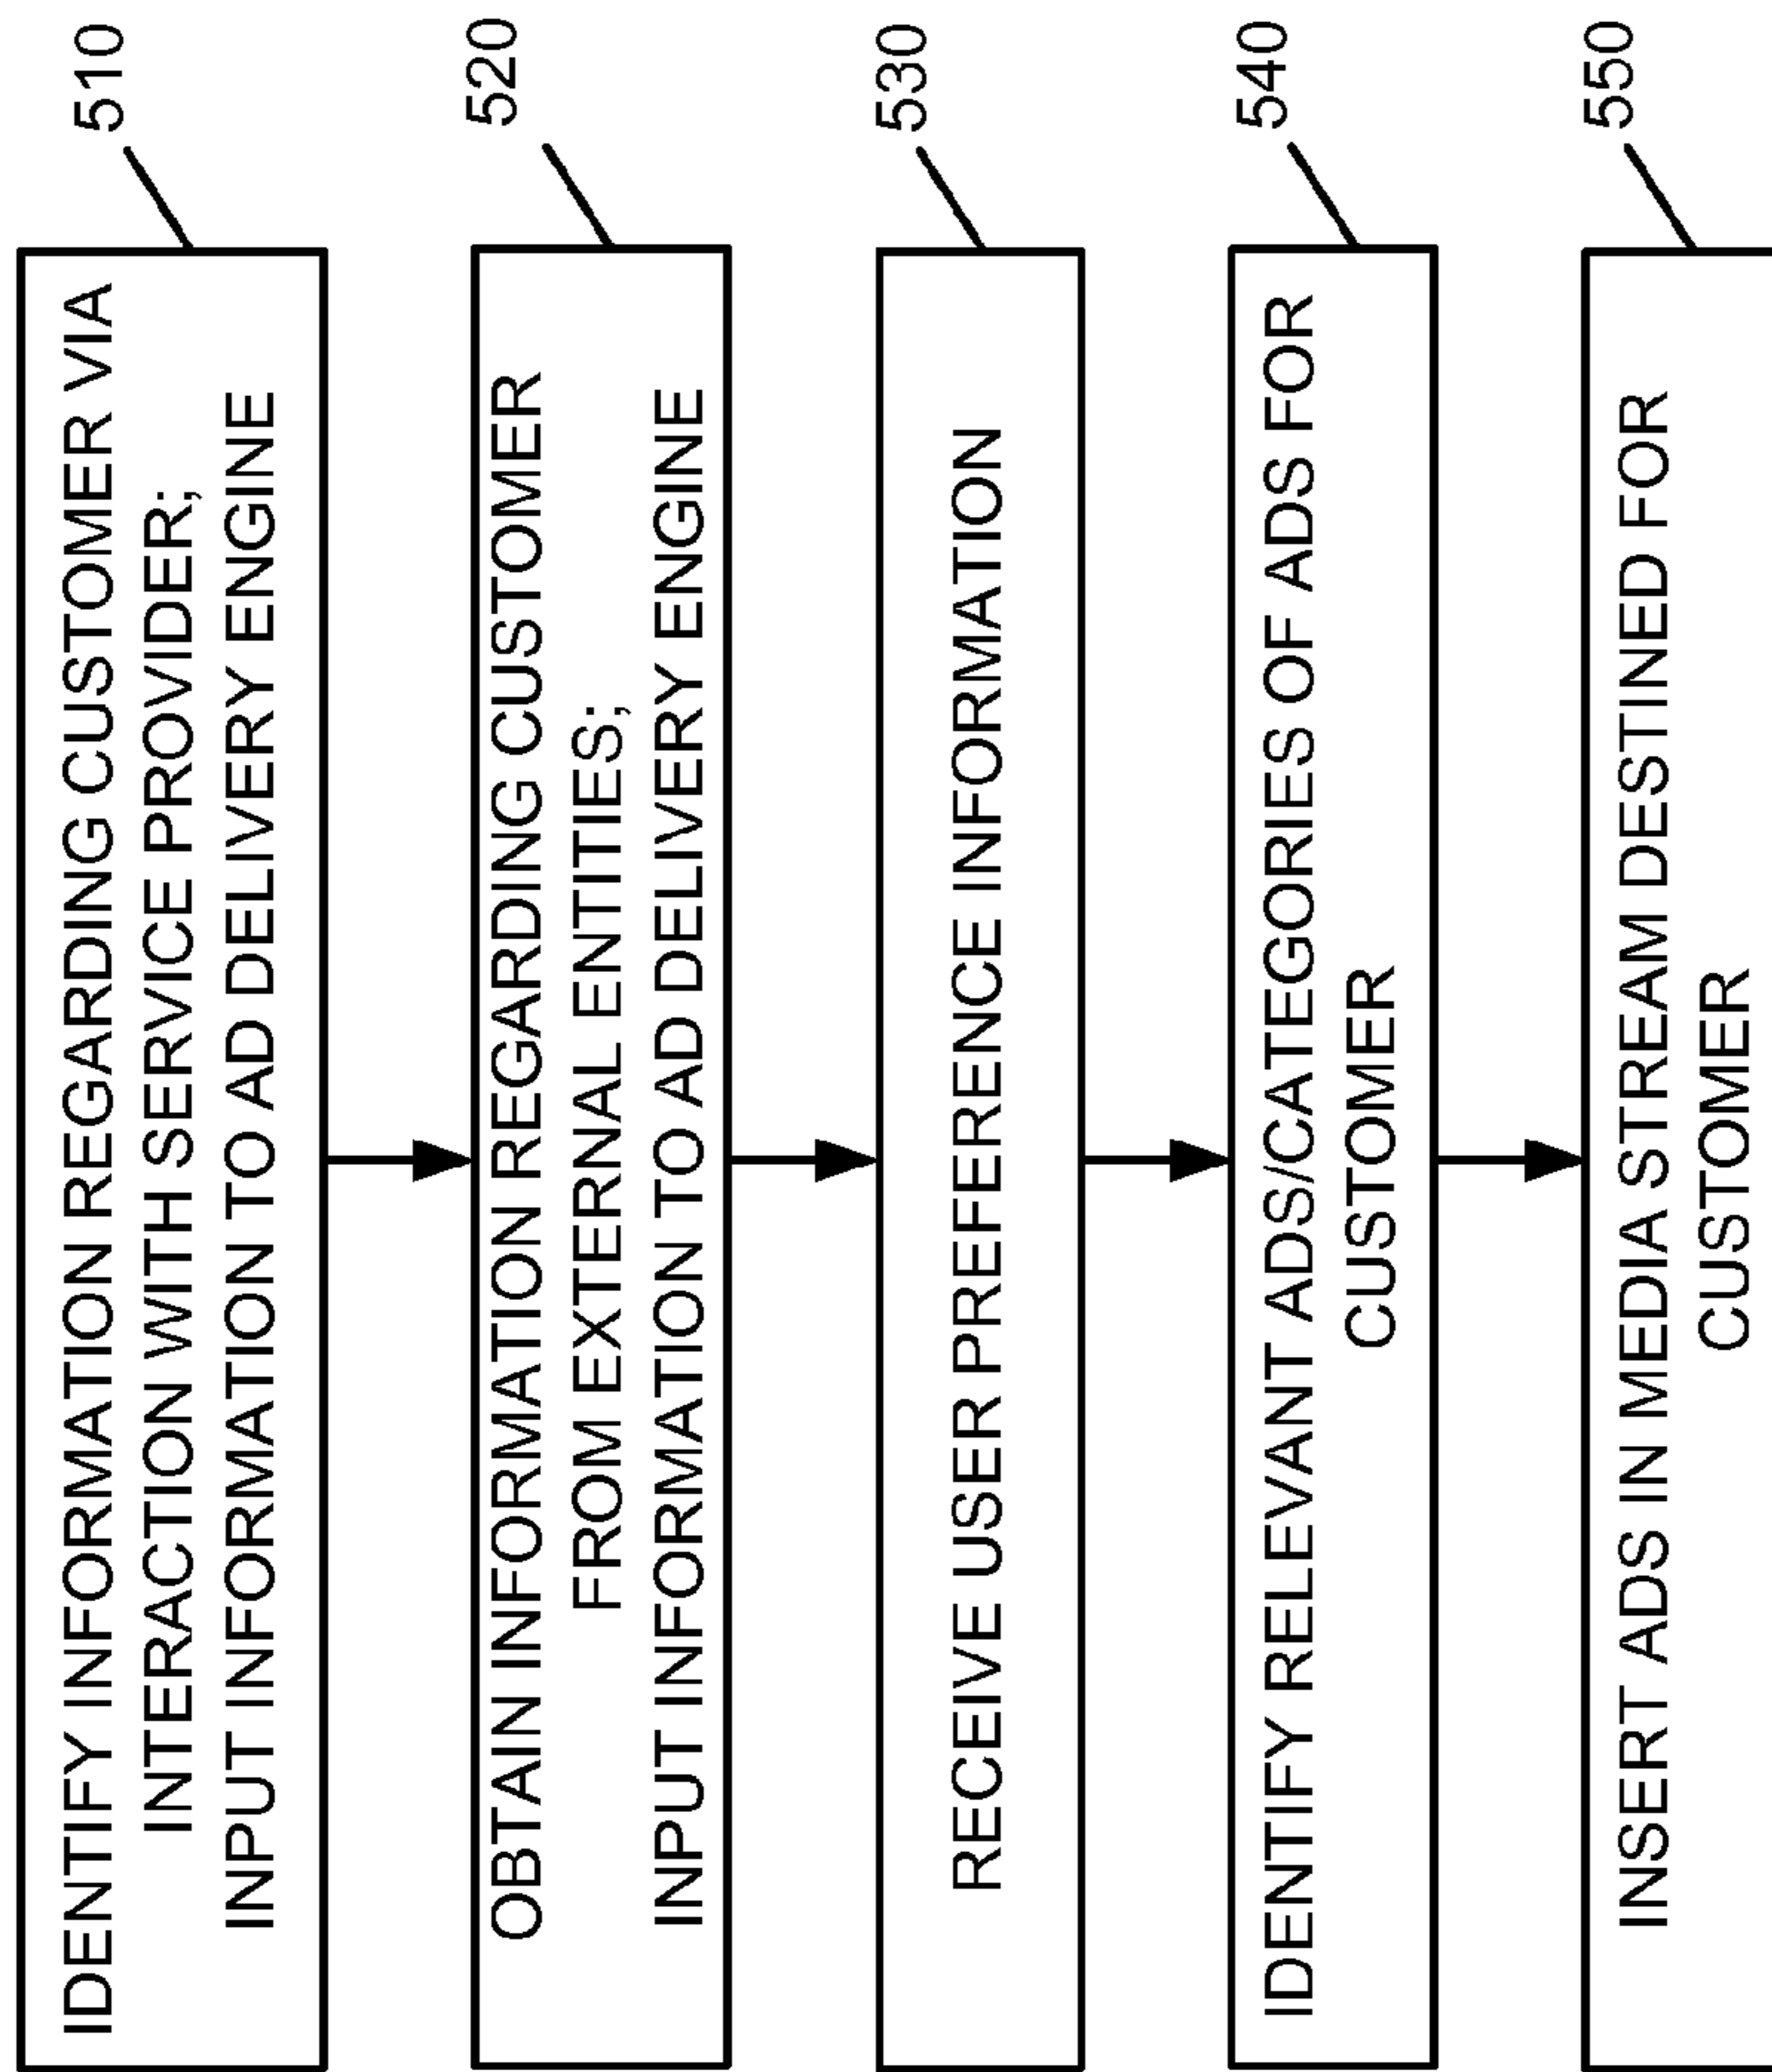 IDENTIFY INFORMATION REGARDING CUSTOMER VIA
INTERACTION WITH SERVICE PROVIDER;
INPUT INFORMATION TO AD DELIVERY ENGINE
510
OBTAIN INFORMATION REGARDING CUSTOMER
FROM EXTERNAL ENTITIES;
INPUT INFORMATION TO AD DELIVERY ENGINE
520
RECEIVE USER PREFERENCE INFORMATION
530
IDENTIFY RELEVANT ADS/CATEGORIES OF ADS FOR
CUSTOMER
540
INSERT ADS IN MEDIA STREAM DESTINED FOR
CUSTOMER
550